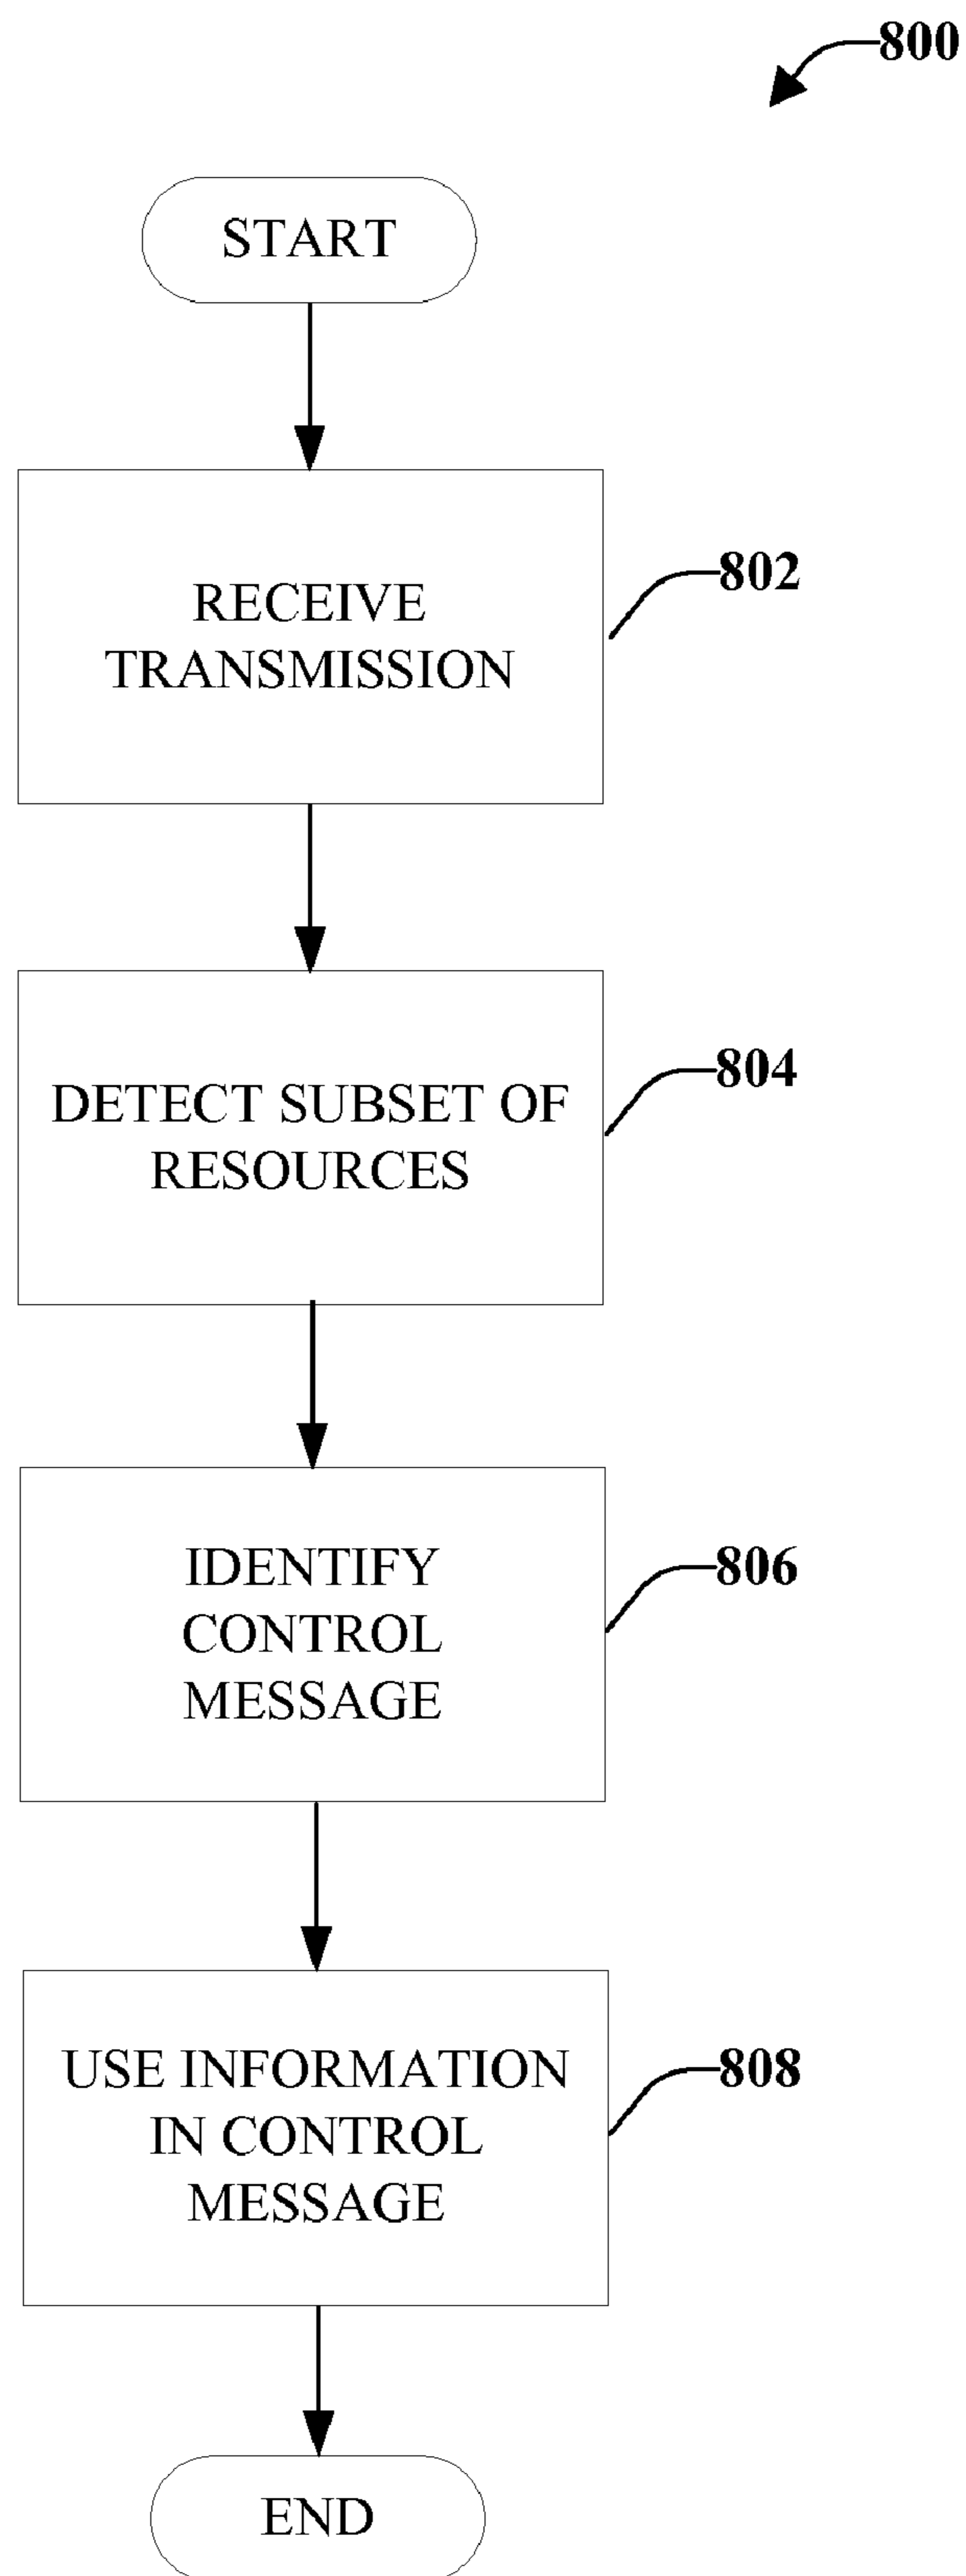 800
START
RECEIVE
TRANSMISSION
802
DETECT SUBSET OF
RESOURCES
804
IDENTIFY
CONTROL
MESSAGE
806
USE INFORMATION
IN CONTROL
MESSAGE
808
END